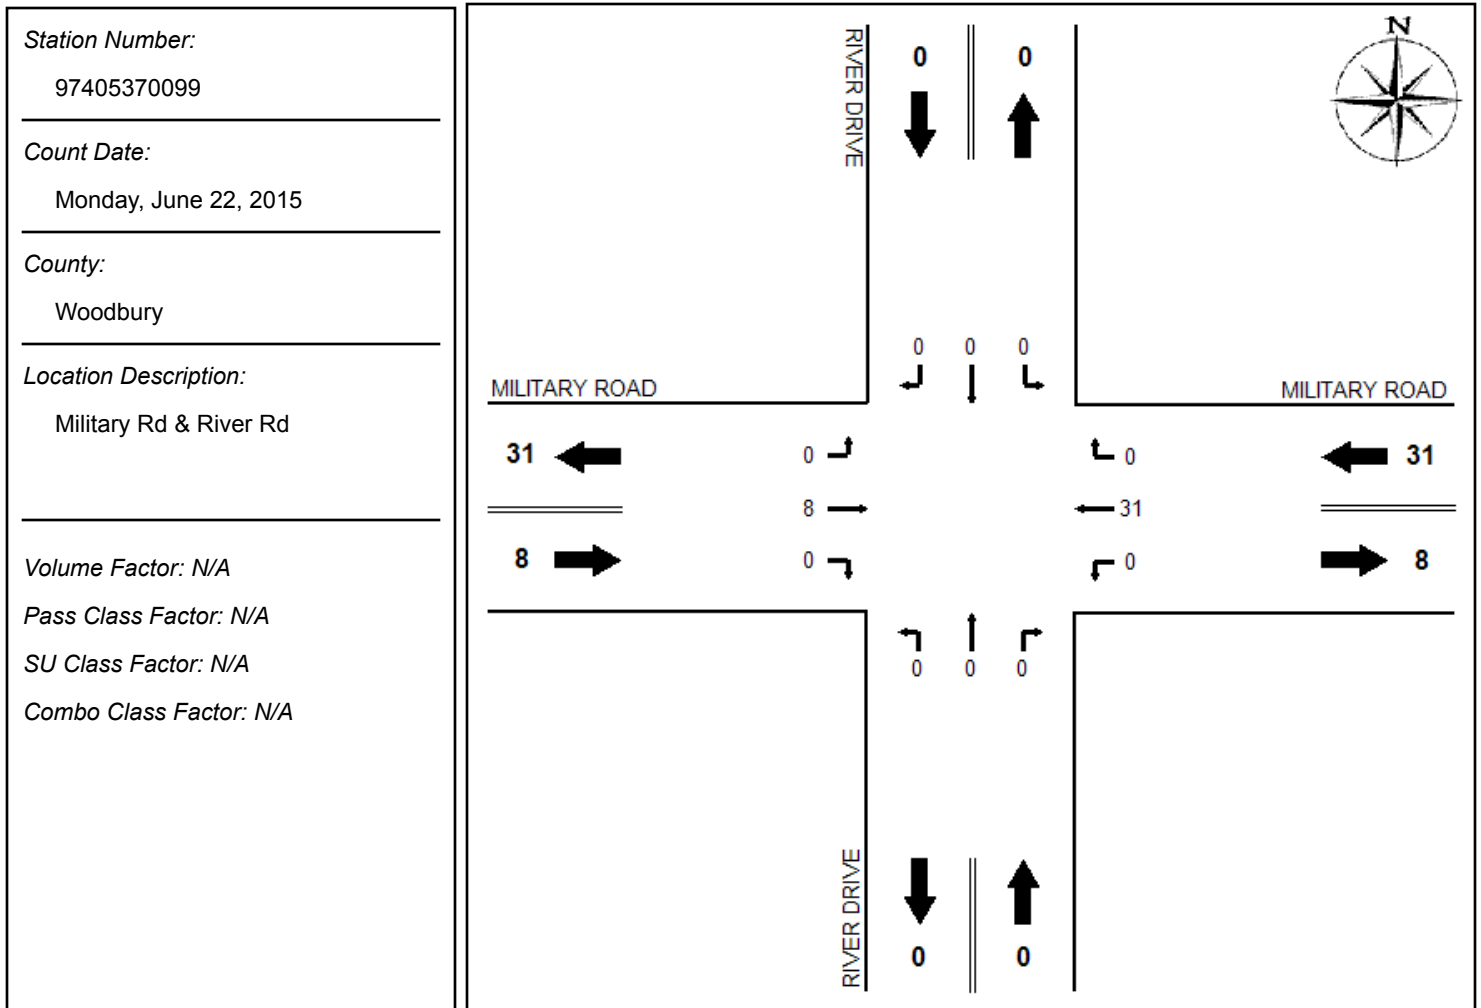 Station Number:
97405370099
Count Date:
Monday, June 22, 2015
County:
Woodbury
Location Description:
Military Rd & River Rd
Volume Factor: N/A
Pass Class Factor: N/A
SU Class Factor: N/A
Combo Class Factor: N/A
N
RIVER DRIVE
0 0
0 0 0
MILITARY ROAD
MILITARY ROAD
31 0 0 31
8 31
8 0 0 8
0 0 0
RIVER DRIVE
0 0